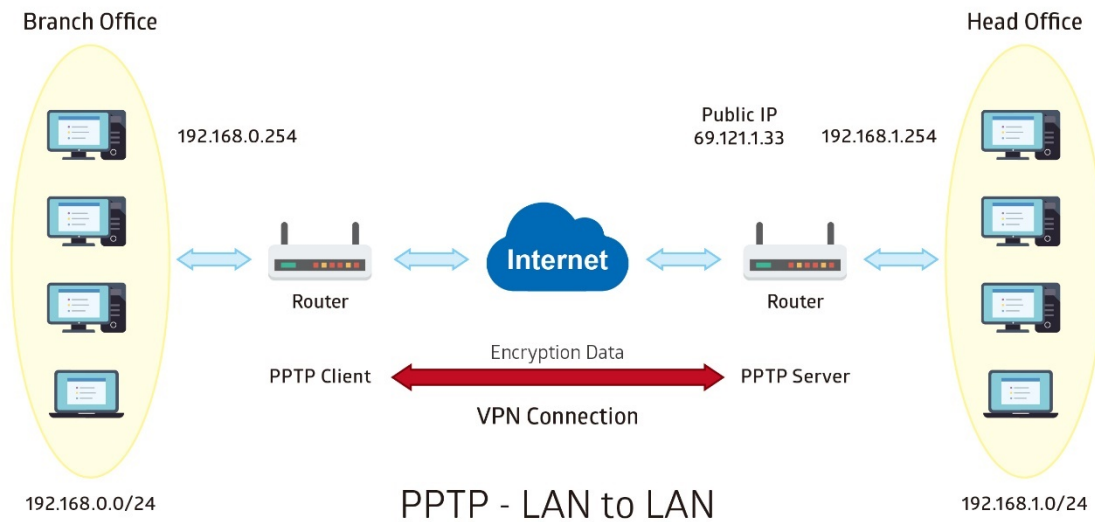 Branch Office
Head Office
192.168.0.254
Public IP
69.121.1.33
192.168.1.254
Internet
Router
Router
Encryption Data
PPTP Client
PPTP Server
VPN Connection
192.168.0.0/24
PPTP - LAN to LAN
192.168.1.0/24